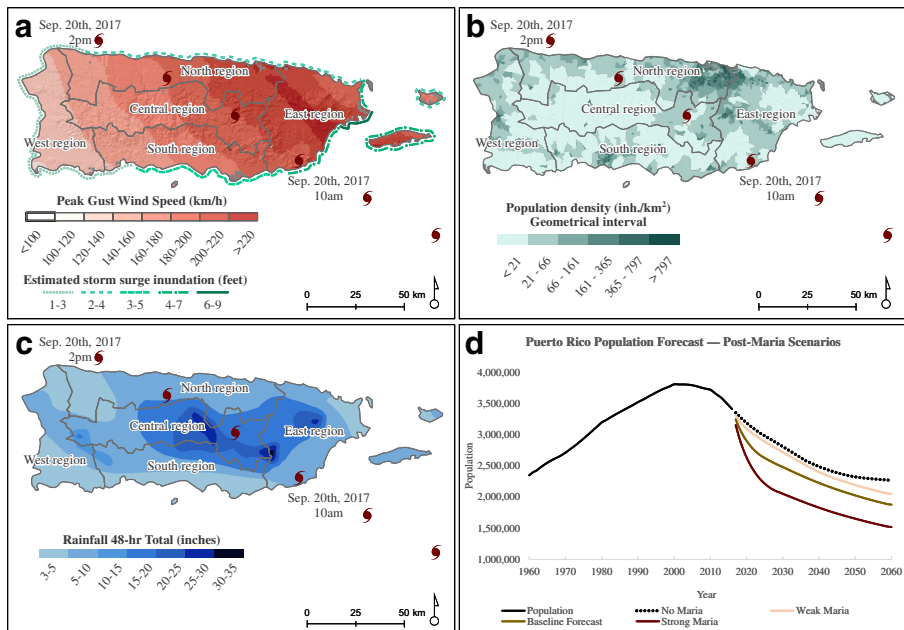 a
Sep. 20th, 2017
2pm
North region
Central region
East region
West region
South region
Sep. 20th, 2017
10am
Peak Gust Wind Speed (km/h)
<100
100-120
120-140
140-160
160-180
180-200
200-220
>220
Estimated storm surge inundation (feet)
1-3
2-4
3-5
4-7
6-9
0
25
50 km
b
Sep. 20th, 2017
2pm
North region
Central region
East region
West region
South region
Sep. 20th, 2017
10am
Population density (inh./km²)
Geometrical interval
< 21
21 - 66
66 - 161
161 - 365
365 - 797
> 797
0
25
50 km
c
Sep. 20th, 2017
2pm
North region
Central region
East region
West region
South region
Sep. 20th, 2017
10am
Rainfall 48-hr Total (inches)
3-5
5-10
10-15
15-20
20-25
25-30
30-35
0
25
50 km
d
Puerto Rico Population Forecast — Post-Maria Scenarios
4,000,000
3,500,000
3,000,000
2,500,000
2,000,000
1,500,000
1,000,000
Population
1960
1970
1980
1990
2000
2010
2020
2030
2040
2050
2060
Year
Population
No Maria
Weak Maria
Baseline Forecast
Strong Maria